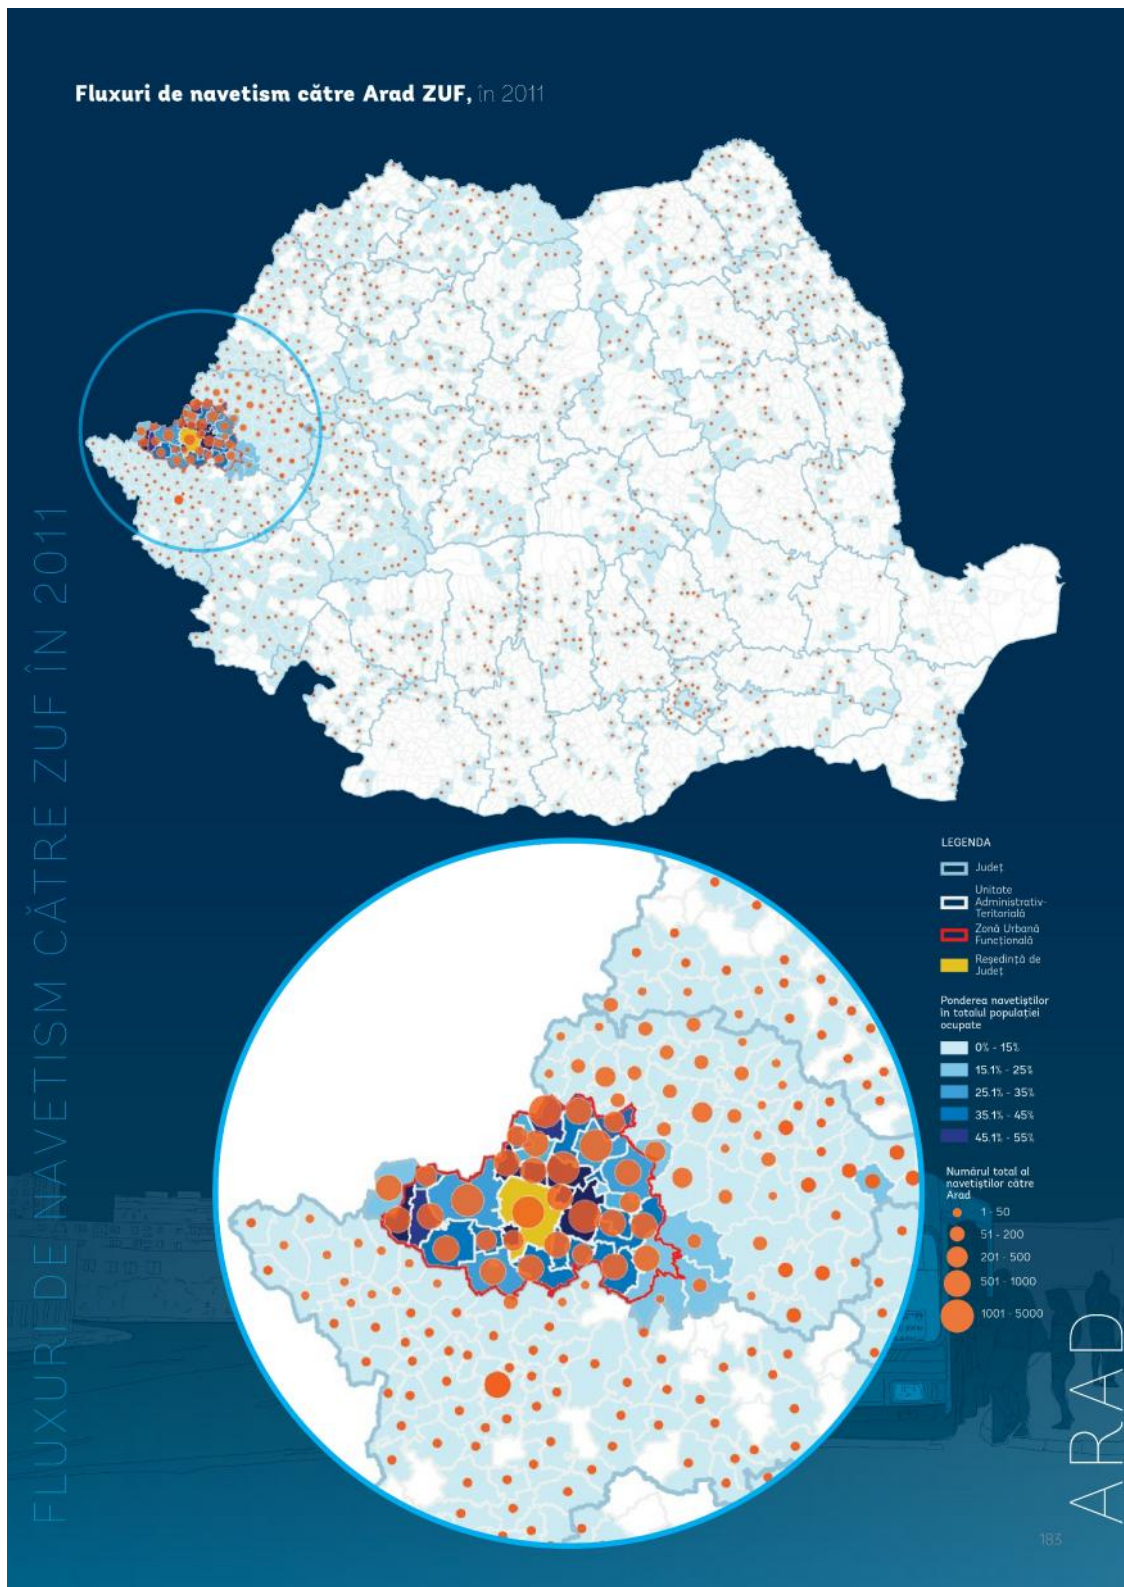 Fluxuri de navetism către Arad ZUF, în 2011
FLUXURI DE NAVETISM CĂTRE ZUF ÎN 2011
LEGENDA
Județ
Unitate
Administrativ-
Teritorială
Zonă Urbană
Funcțională
Reședință de
Județ
Ponderea navetiștilor
în totalul populației
ocupate
0% - 15%
15.1% - 25%
25.1% - 35%
35.1% - 45%
45.1% - 55%
Numărul total al
navetiștilor către
Arad
1 - 50
51 - 200
201 - 500
501 - 1000
1001 - 5000
ARAD
183